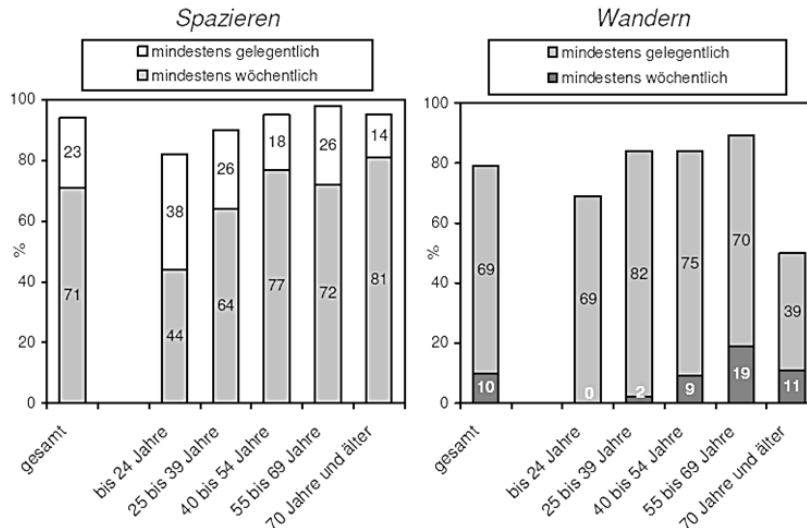 Spazieren
mindestens gelegentlich
mindestens wöchentlich
100
80
60
40
20
0
%
23
71
38
44
26
64
18
77
26
72
14
81
gesamt
bis 24 Jahre
25 bis 39 Jahre
40 bis 54 Jahre
55 bis 69 Jahre
70 Jahre und älter
Wandern
mindestens gelegentlich
mindestens wöchentlich
100
80
60
40
20
0
%
69
10
69
0
82
2
75
9
70
19
39
11
gesamt
bis 24 Jahre
25 bis 39 Jahre
40 bis 54 Jahre
55 bis 69 Jahre
70 Jahre und älter